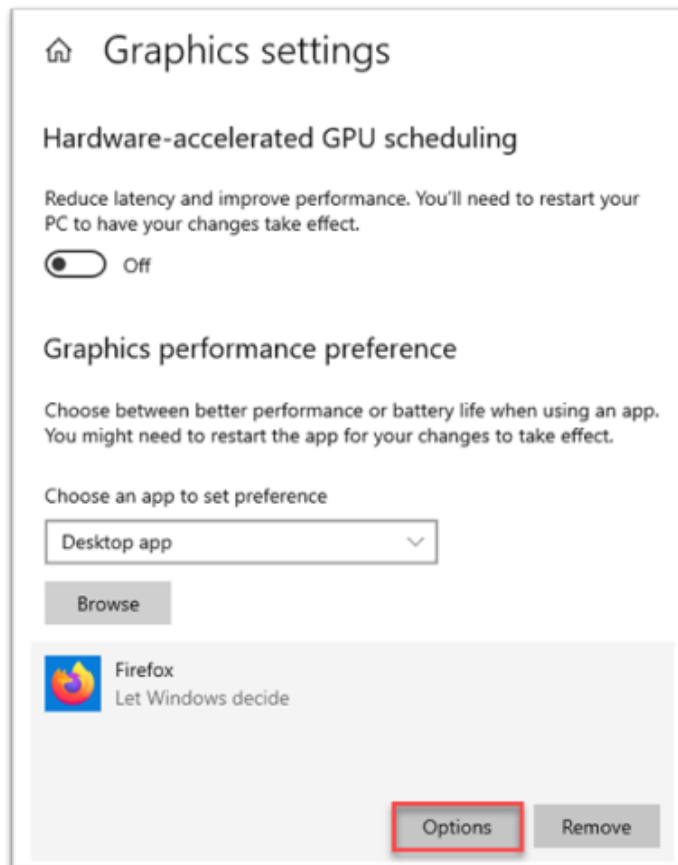 Graphics settings
Hardware-accelerated GPU scheduling
Reduce latency and improve performance. You'll need to restart your
PC to have your changes take effect.
Off
Graphics performance preference
Choose between better performance or battery life when using an app.
You might need to restart the app for your changes to take effect.
Choose an app to set preference
Desktop app
Browse
Firefox
Let Windows decide
Options
Remove